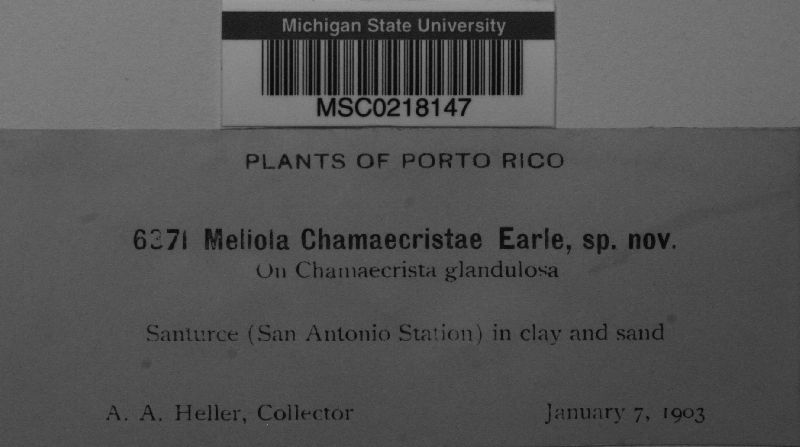 Michigan State University
MSC0218147
PLANTS OF PORTO RICO
6371 Meliola Chamaecristae Earle, sp. nov.
On Chamaecrista glandulosa
Santurce (San Antonio Station) in clay and sand
A. A. Heller, Collector January 7, 1903